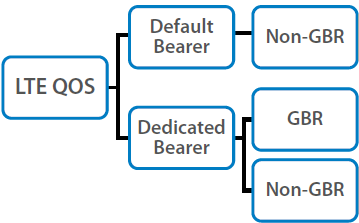 LTE QOS
Default
Bearer
Non-GBR
Dedicated
Bearer
GBR
Non-GBR